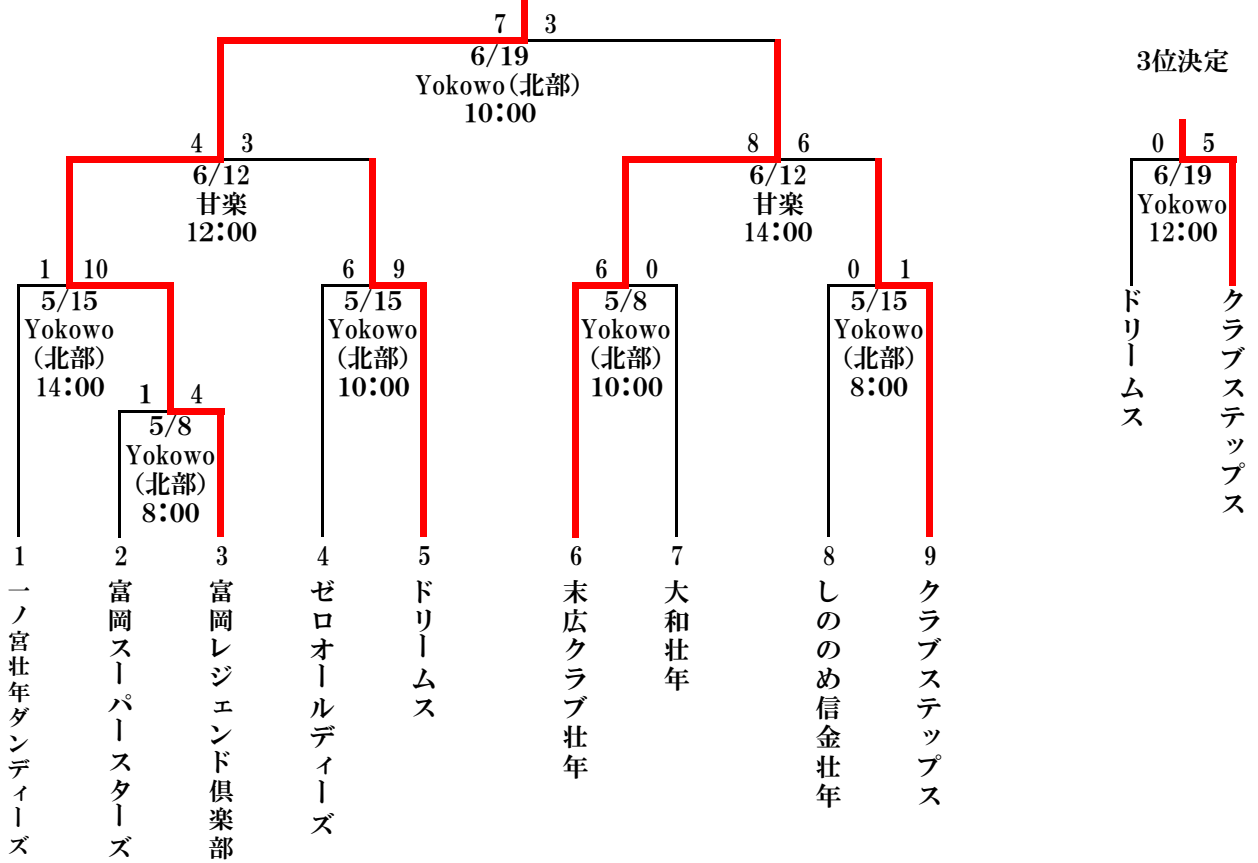 7 3
6/19
Yokowo(北部)
10:00
3位決定
4 3
6/12
甘楽
12:00
8 6
6/12
甘楽
14:00
0 5
6/19
Yokowo
12:00
ドリームス
クラブステップス
1 10
5/15
Yokowo
(北部)
14:00
6 9
5/15
Yokowo
(北部)
10:00
6 0
5/8
Yokowo
(北部)
10:00
0 1
5/15
Yokowo
(北部)
8:00
1 4
5/8
Yokowo
(北部)
8:00
1
一ノ宮壮年ダンディーズ
2
富岡スーパースターズ
3
富岡レジェンド倶楽部
4
ゼロオールディーズ
5
ドリームス
6
末広クラブ壮年
7
大和壮年
8
しののめ信金壮年
9
クラブステップス